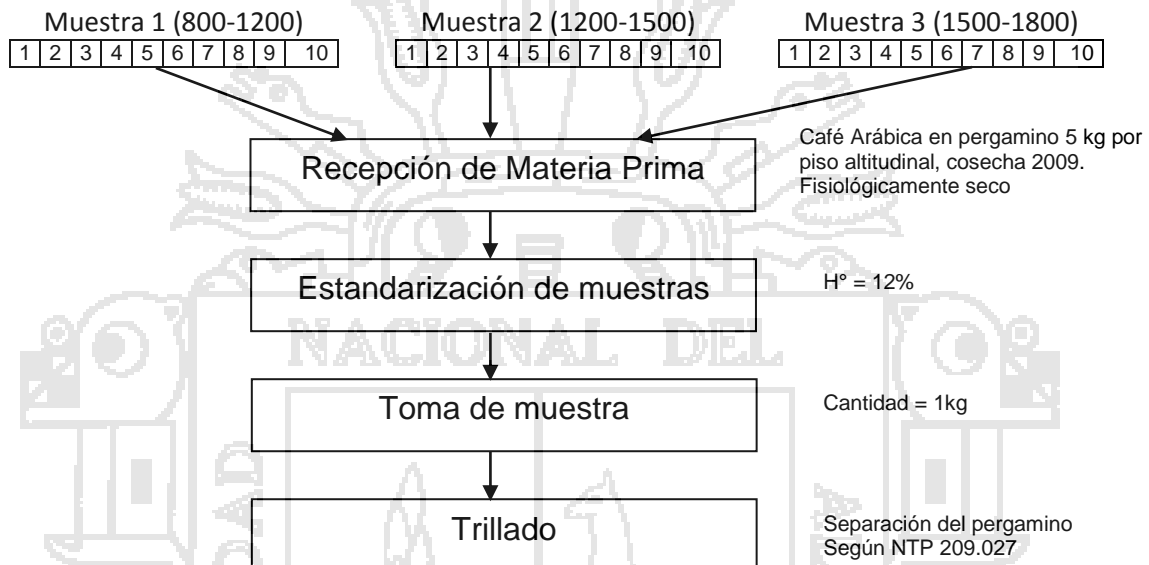 Muestra 1 (800-1200) Muestra 2 (1200-1500) Muestra 3 (1500-1800)
1 2 3 4 5 6 7 8 9 10 1 2 3 4 5 6 7 8 9 10 1 2 3 4 5 6 7 8 9 10
Recepción de Materia Prima
Café Arábica en pergamino 5 kg por
piso altitudinal, cosecha 2009.
Fisiológicamente seco
Estandarización de muestras
H° = 12%
NACIONAL DEL
Toma de muestra
Cantidad = 1kg
Trillado
Separación del pergamino
Según NTP 209.027